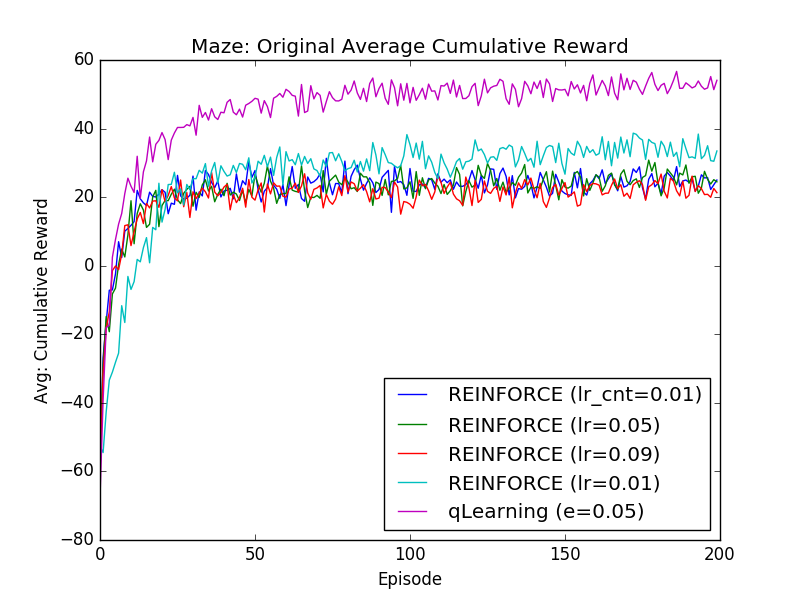 Maze: Original Average Cumulative Reward
60
40
20
0
−20
−40
−60
−80
Avg: Cumulative Reward
REINFORCE (lr_cnt=0.01)
REINFORCE (lr=0.05)
REINFORCE (lr=0.09)
REINFORCE (lr=0.01)
qLearning (e=0.05)
0 50 100 150 200
Episode